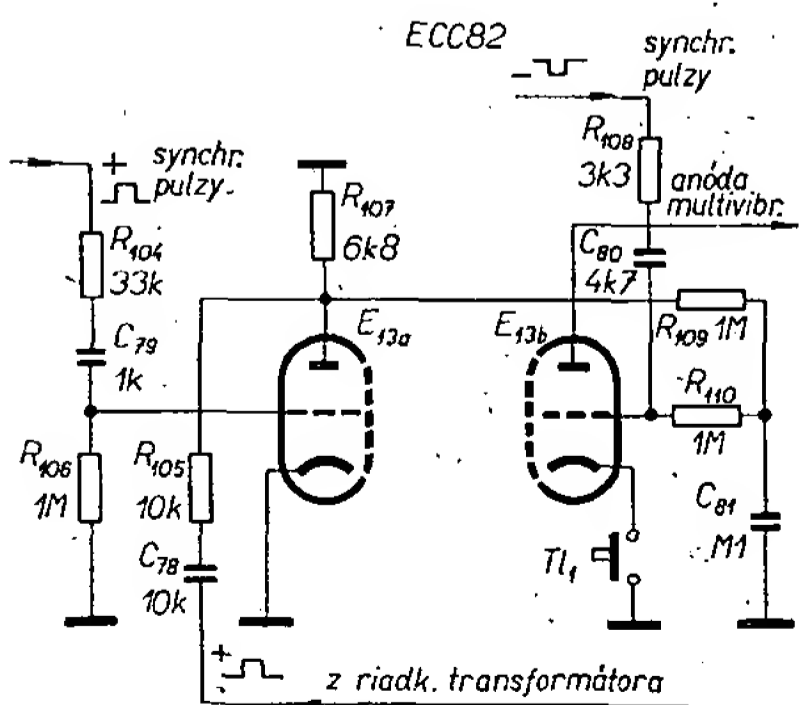 ECC82
synchr.
pulzy
R108
3k3
anóda
multivibr.
+
synchr.
pulzy
R104
33k
R107
6k8
C80
4k7
C79
1k
E13a
E13b
R109
1M
R110
1M
R106
1M
R105
10k
C78
10k
Tl1
C81
M1
+
z riadk. transformátora